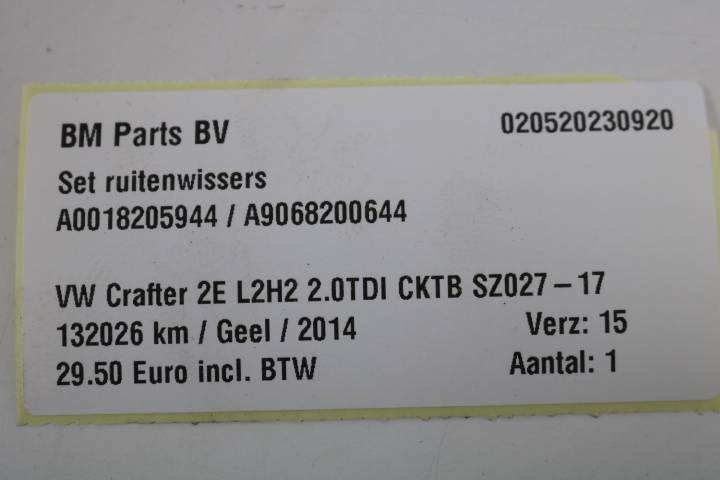 BM Parts BV 020520230920
Set ruitenwissers
A0018205944 / A9068200644
VW Crafter 2E L2H2 2.0TDI CKTB SZ027-17
132026 km / Geel / 2014 Verz: 15
29.50 Euro incl. BTW Aantal: 1